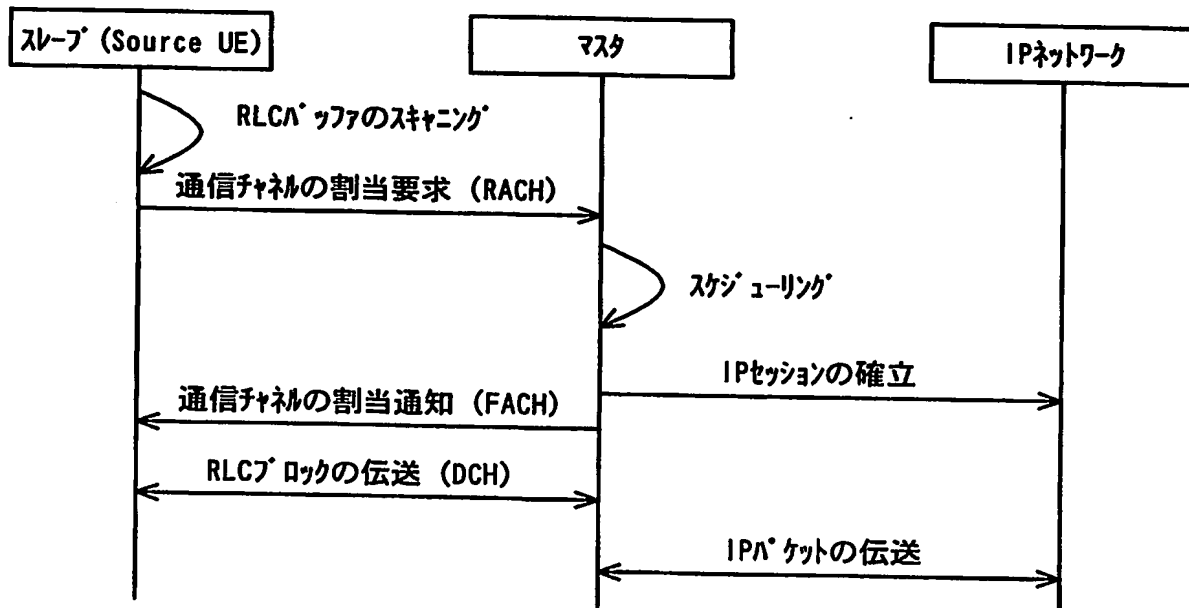 スレーブ (Source UE)
マスタ
IPネットワーク
RLCバッファのスキャニング
通信チャネルの割当要求 (RACH)
スケジューリング
IPセッションの確立
通信チャネルの割当通知 (FACH)
RLCブロックの伝送 (DCH)
IPパケットの伝送